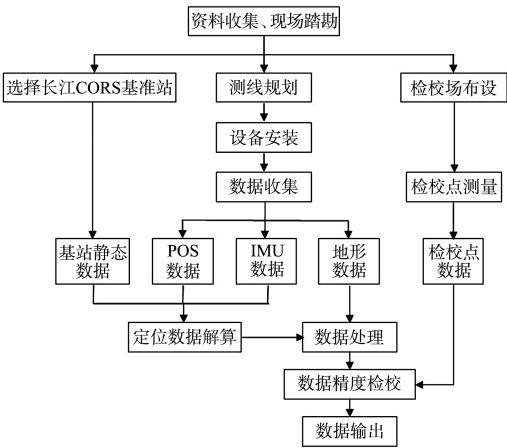 资料收集、现场踏勘
选择长江CORS基准站
测线规划
检校场布设
设备安装
数据收集
检校点测量
基站静态
数据
POS
数据
IMU
数据
地形
数据
检校点
数据
定位数据解算
数据处理
数据精度检校
数据输出